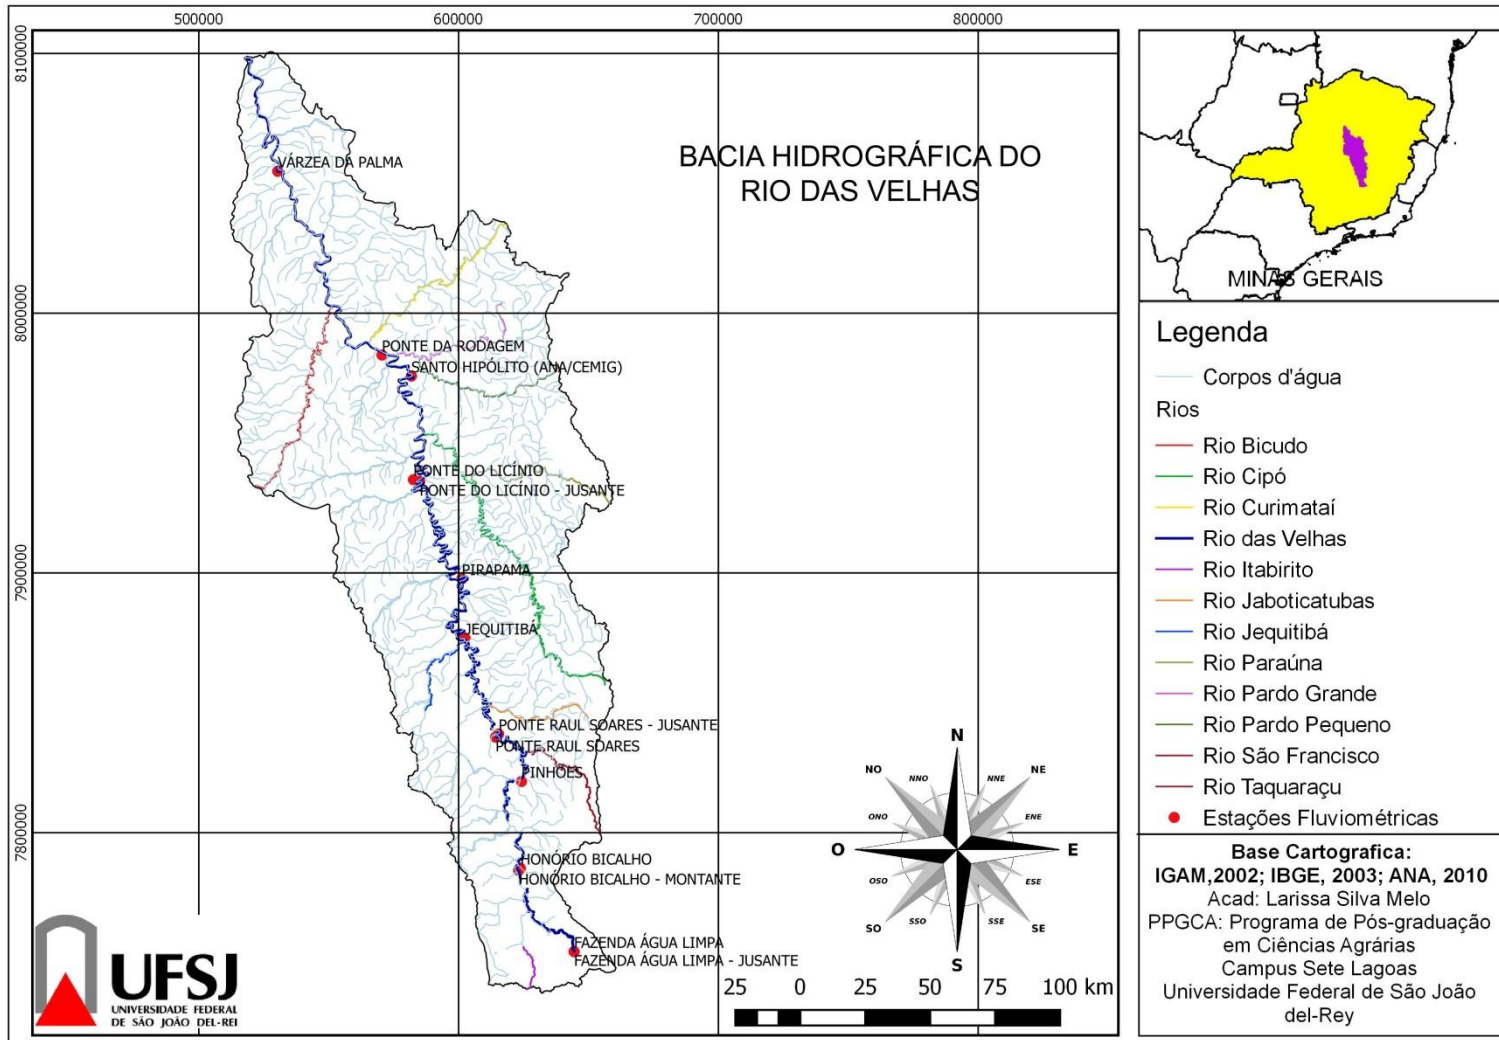 500000
600000
700000
800000
8100000
8000000
7900000
7800000
BACIA HIDROGRÁFICA DO
RIO DAS VELHAS
VÁRZEA DA PALMA
PONTE DA RODAGEM
SANTO HIPÓLITO (ANA/CEMIG)
PONTE DO LICÍNIO
PONTE DO LICÍNIO - JUSANTE
PIRAPAMA
JEQUITIBÁ
PONTE RAUL SOARES - JUSANTE
PONTE RAUL SOARES
PINHÕES
HONÓRIO BICALHO
HONÓRIO BICALHO - MONTANTE
FAZENDA ÁGUA LIMPA
FAZENDA ÁGUA LIMPA - JUSANTE
N
NNO
NNE
NO
NE
ONO
ENE
O
E
OSO
ESE
SO
SE
SSO
SSE
S
25 0 25 50 75 100 km
UFSJ
UNIVERSIDADE FEDERAL
DE SÃO JOÃO DEL-REI
MINAS GERAIS
Legenda
Corpos d'água
Rios
Rio Bicudo
Rio Cipó
Rio Curimataí
Rio das Velhas
Rio Itabirito
Rio Jaboticatubas
Rio Jequitibá
Rio Paraúna
Rio Pardo Grande
Rio Pardo Pequeno
Rio São Francisco
Rio Taquaraçu
Estações Fluviométricas
Base Cartografica:
IGAM,2002; IBGE, 2003; ANA, 2010
Acad: Larissa Silva Melo
PPGCA: Programa de Pós-graduação
em Ciências Agrárias
Campus Sete Lagoas
Universidade Federal de São João
del-Rey